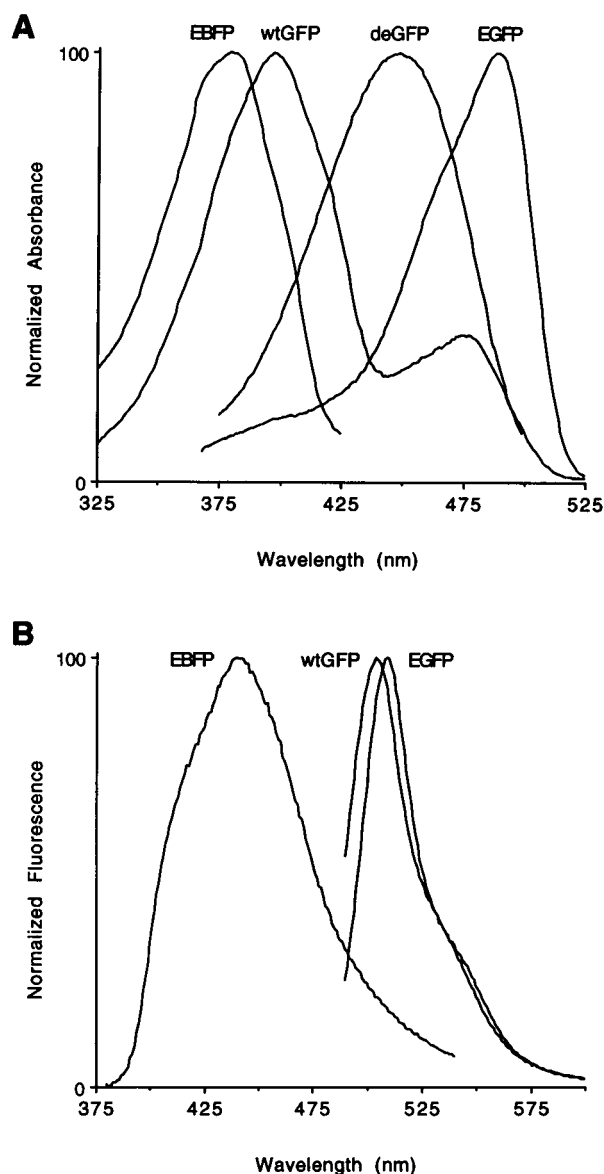 A
EBFP wtGFP deGFP EGFP
100
Normalized Absorbance
0
325 375 425 475 525
Wavelength (nm)
B
EBFP wtGFP EGFP
100
Normalized Fluorescence
0
375 425 475 525 575
Wavelength (nm)